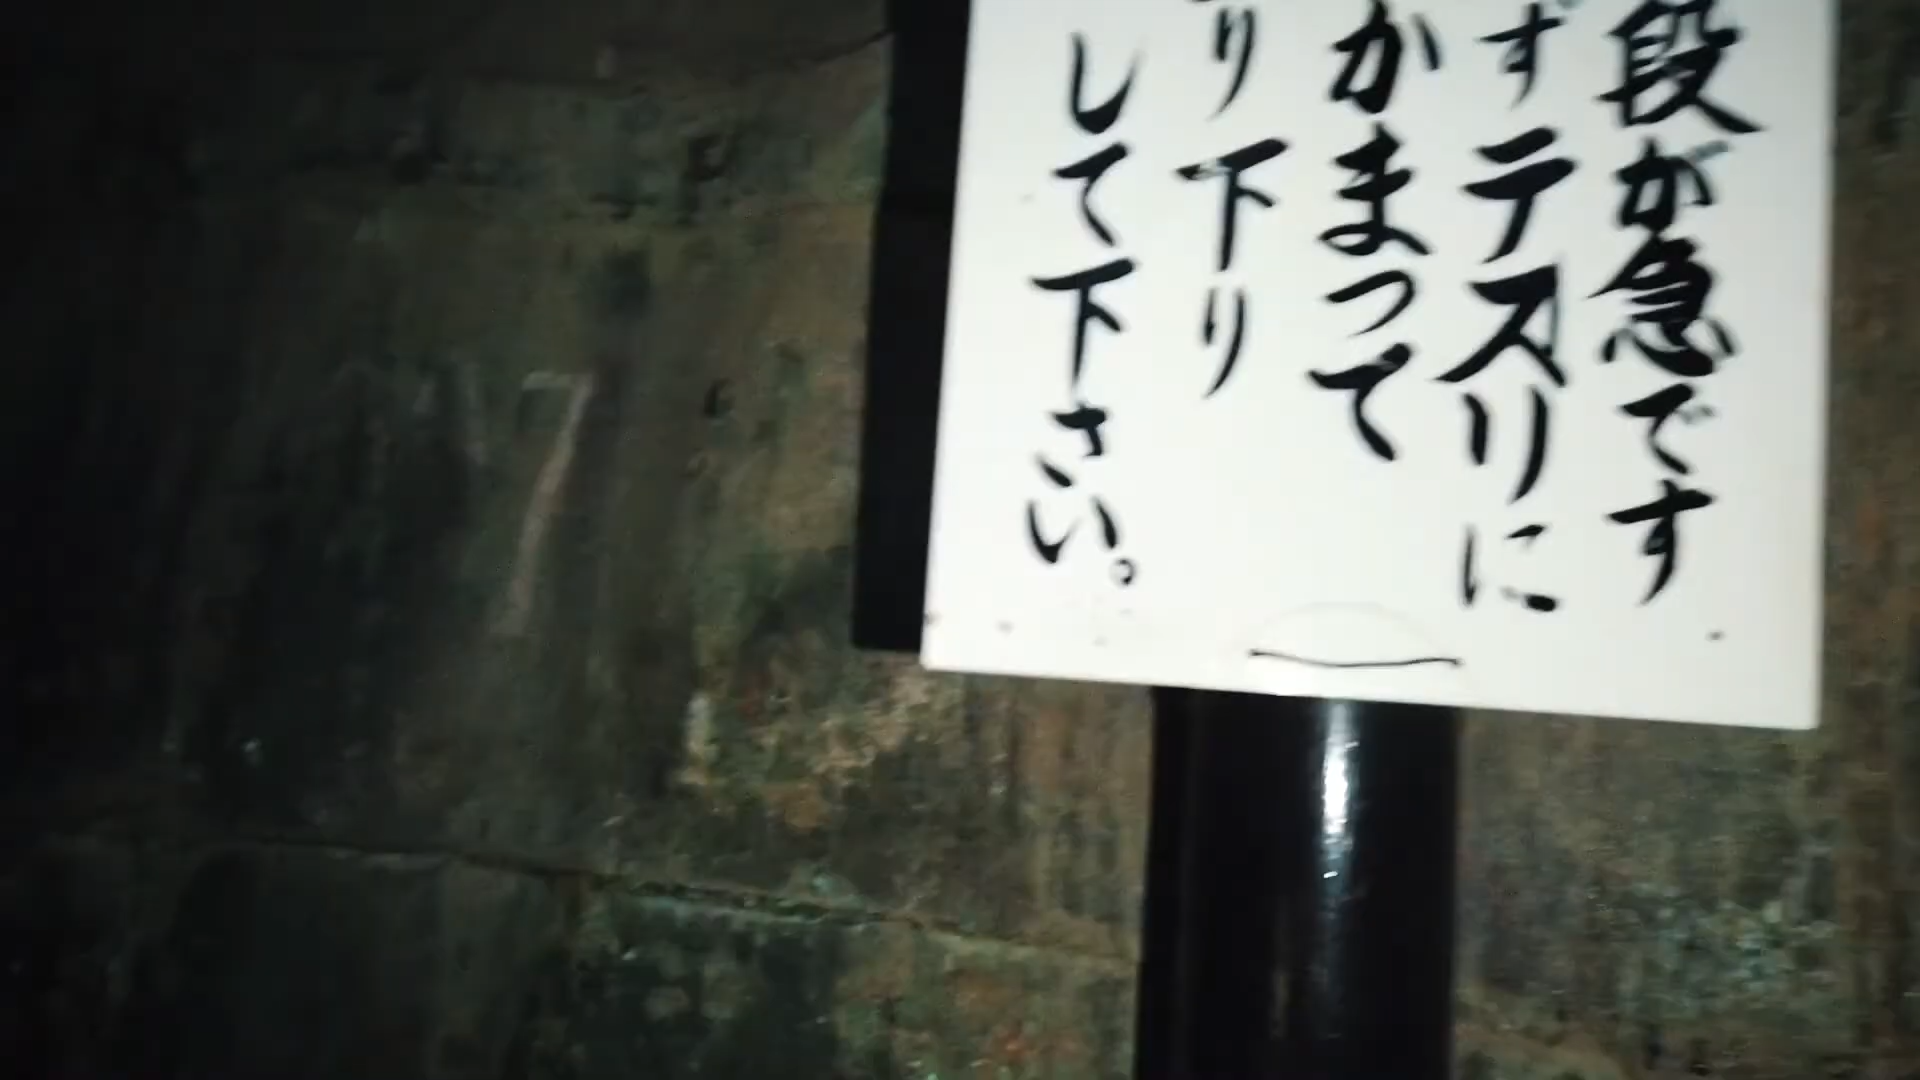 段が急です
ずテスリに
かまって
り下り
して下さい。